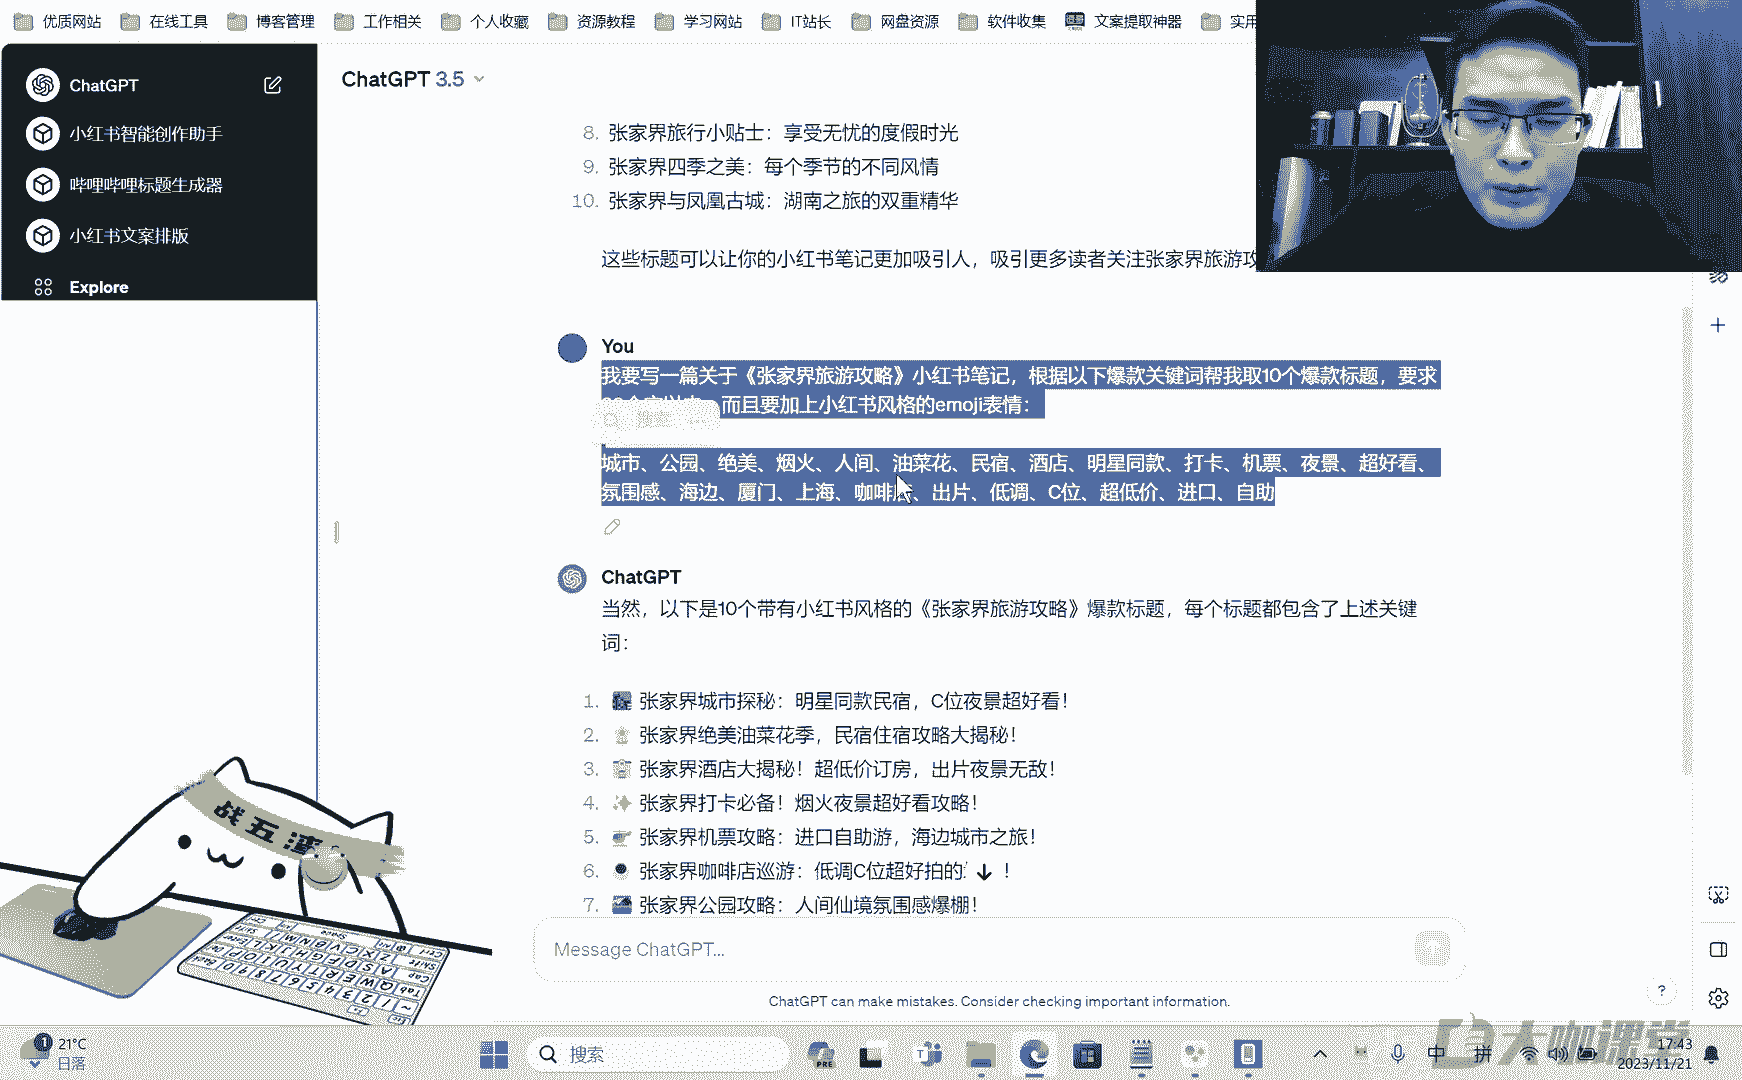 优质网站 在线工具 博客管理 工作相关 个人收藏 资源教程 学习网站 IT站长 网盘资源 软件收集 文案提取神器 实用
ChatGPT
小红书智能创作助手
哔哩哔哩标题生成器
小红书文案排版
Explore
ChatGPT 3.5
8. 张家界旅行小贴士：享受无忧的度假时光
9. 张家界四季之美：每个季节的不同风情
10. 张家界与凤凰古城：湖南之旅的双重精华
这些标题可以让你的小红书笔记更加吸引人，吸引更多读者关注张家界旅游攻
You
我要写一篇关于《张家界旅游攻略》小红书笔记，根据以下爆款关键词帮我取10个爆款标题，要求
而且要加上小红书风格的emoji表情：
搜索
城市、公园、绝美、烟火、人间、油菜花、民宿、酒店、明星同款、打卡、机票、夜景、超好看、
氛围感、海边、厦门、上海、咖啡店、出片、低调、C位、超低价、进口、自助
ChatGPT
当然，以下是10个带有小红书风格的《张家界旅游攻略》爆款标题，每个标题都包含了上述关键
词：
1. 张家界城市探秘：明星同款民宿，C位夜景超好看！
2. 张家界绝美油菜花季，民宿住宿攻略大揭秘！
3. 张家界酒店大揭秘！超低价订房，出片夜景无敌！
4. 张家界打卡必备！烟火夜景超好看攻略！
5. 张家界机票攻略：进口自助游，海边城市之旅！
6. 张家界咖啡店巡游：低调C位超好拍的 ！
7. 张家界公园攻略：人间仙境氛围感爆棚！
Message ChatGPT...
ChatGPT can make mistakes. Consider checking important information.
?
战五渣
大咖课堂
1
21°C
日落
搜索
PRE
中
拼
17:43
2023/11/21